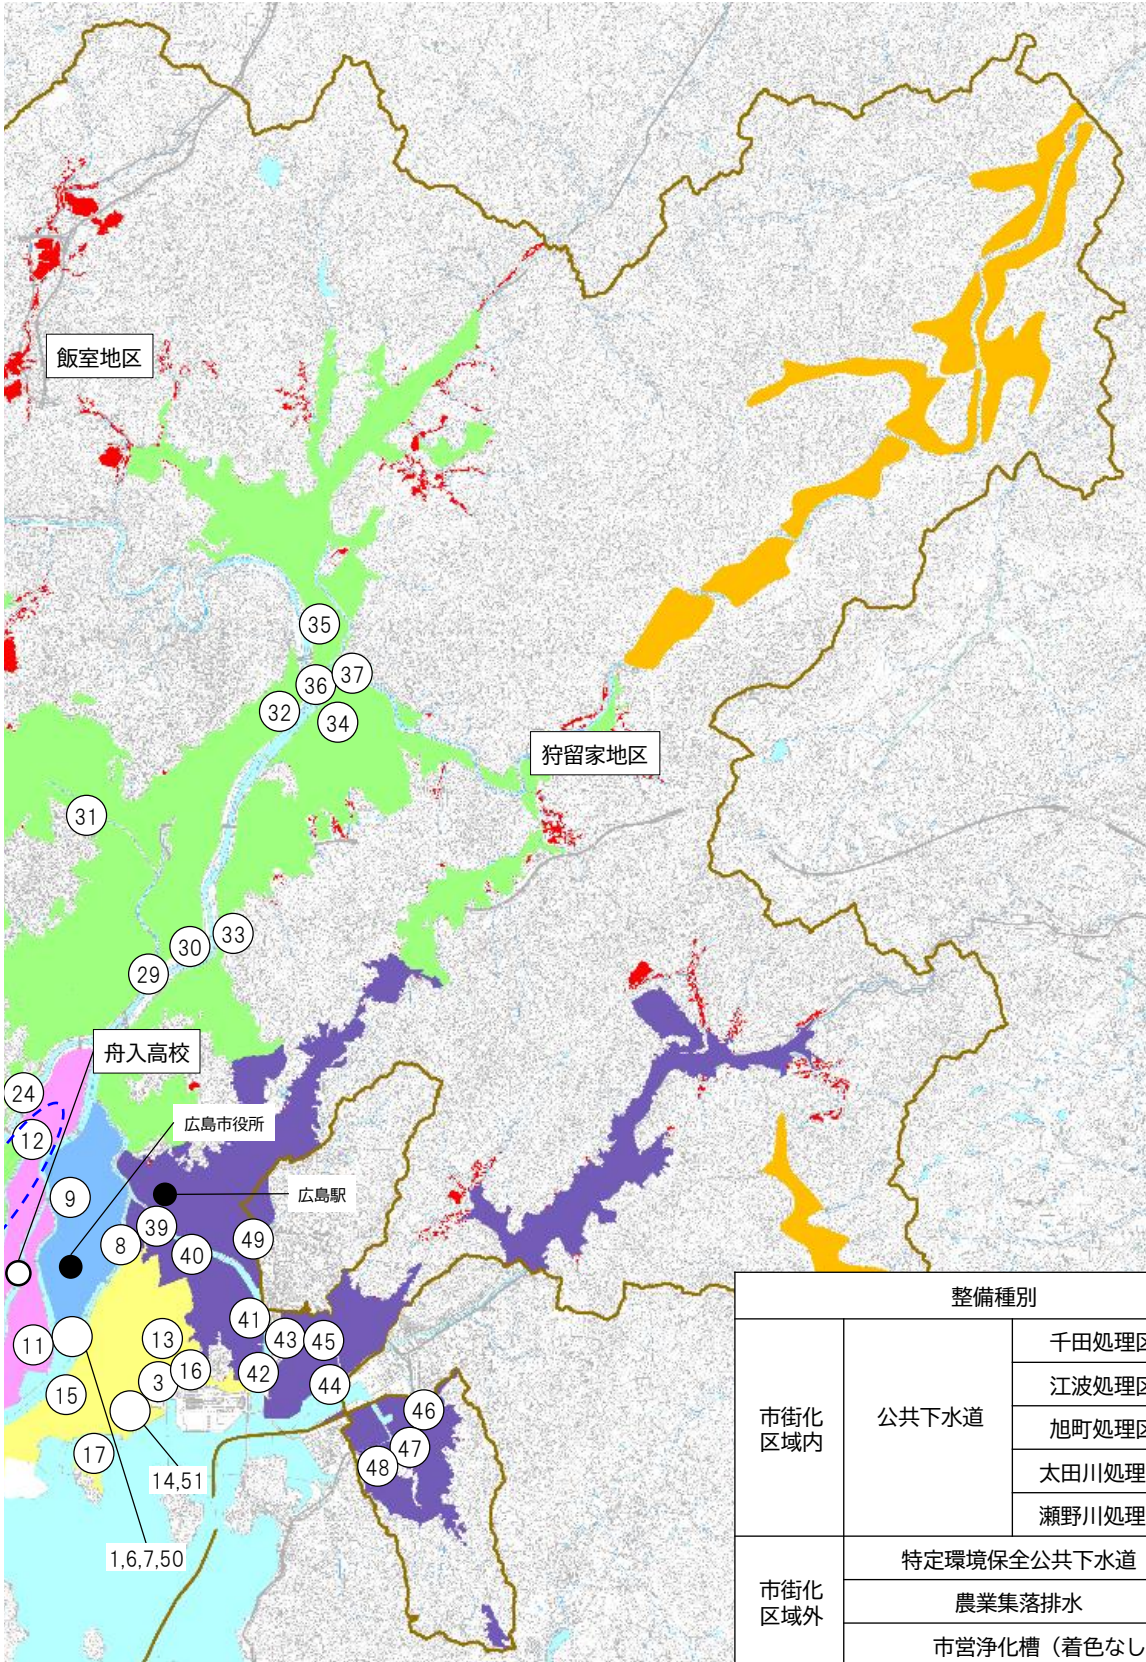 飯室地区
35
37
36
32
34
狩留家地区
31
33
30
29
舟入高校
24
広島市役所
12
広島駅
9
39
8
40
49
41
43
45
11
13
16
42
3
44
15
46
17
47
48
14,51
1,6,7,50
整備種別
市街化
区域内
公共下水道
千田処理区
江波処理区
旭町処理区
太田川処理
瀬野川処理
市街化
区域外
特定環境保全公共下水道
農業集落排水
市営浄化槽（着色なし